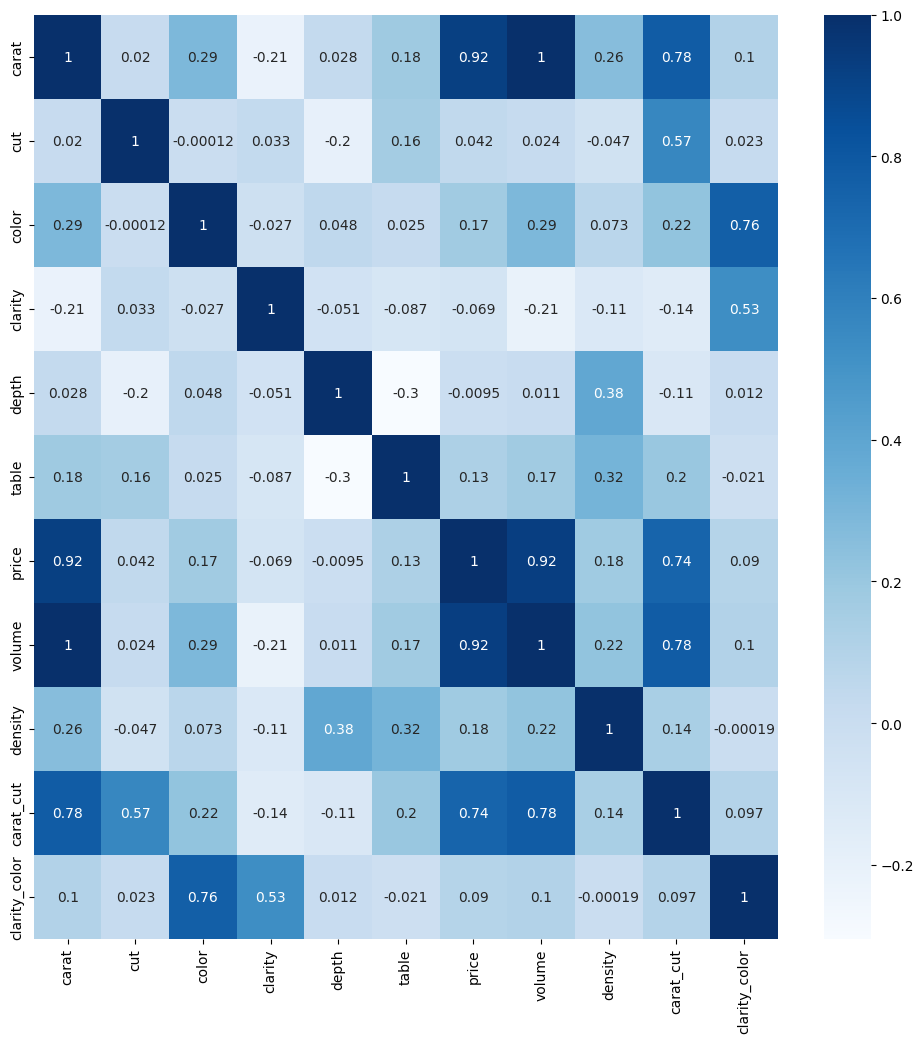 carat 1 0.02 0.29 -0.21 0.028 0.18 0.92 1 0.26 0.78 0.1
cut 0.02 1 -0.00012 0.033 -0.2 0.16 0.042 0.024 -0.047 0.57 0.023
color 0.29 -0.00012 1 -0.027 0.048 0.025 0.17 0.29 0.073 0.22 0.76
clarity -0.21 0.033 -0.027 1 -0.051 -0.087 -0.069 -0.21 -0.11 -0.14 0.53
depth 0.028 -0.2 0.048 -0.051 1 -0.3 -0.0095 0.011 0.38 -0.11 0.012
table 0.18 0.16 0.025 -0.087 -0.3 1 0.13 0.17 0.32 0.2 -0.021
price 0.92 0.042 0.17 -0.069 -0.0095 0.13 1 0.92 0.18 0.74 0.09
volume 1 0.024 0.29 -0.21 0.011 0.17 0.92 1 0.22 0.78 0.1
density 0.26 -0.047 0.073 -0.11 0.38 0.32 0.18 0.22 1 0.14 -0.00019
carat_cut 0.78 0.57 0.22 -0.14 -0.11 0.2 0.74 0.78 0.14 1 0.097
clarity_color 0.1 0.023 0.76 0.53 0.012 -0.021 0.09 0.1 -0.00019 0.097 1
carat cut color clarity depth table price volume density carat_cut clarity_color
1.0
0.8
0.6
0.4
0.2
0.0
−0.2